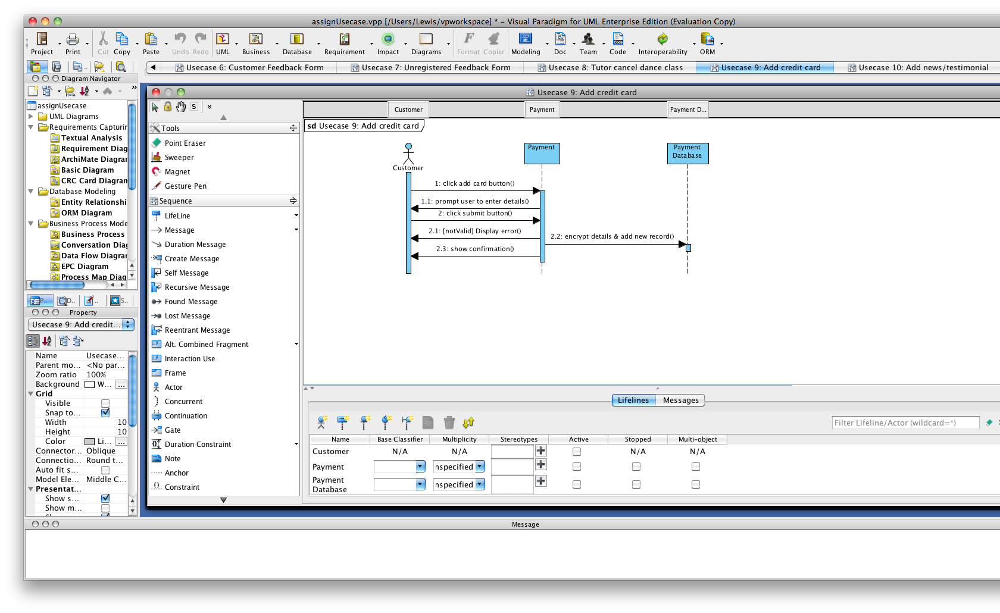 assignUsecase.vpp [/Users/Lewis/vpworkspace] * - Visual Paradigm for UML Enterprise Edition (Evaluation Copy)
Project Print Cut Copy Paste Undo Redo UML Business Database Requirement Impact Diagrams Format Copier Modeling Doc Team Code Interoperability ORM
Usecase 6: Customer Feedback Form
Usecase 7: Unregistered Feedback Form
Usecase 8: Tutor cancel dance class
Usecase 9: Add credit card
Usecase 10: Add news/testimonial
Diagram Navigator
assignUsecase
UML Diagrams
Requirements Capturin
Textual Analysis
Requirement Diag
ArchiMate Diagrar
Basic Diagram
CRC Card Diagran
Database Modeling
Entity Relationshi
ORM Diagram
Business Process Mode
Business Process
Conversation Diag
Data Flow Diagrar
EPC Diagram
Process Map Diag
P..
D..
..
S..
Property
Usecase 9: Add credit...
Name Usecase...
Parent mo... <No par...
Zoom ratio 100%
Background W... ...
Grid
Visible
Snap to...
Width 10
Height 10
Color Li... ...
Connector... Oblique
Connectio... Round t...
Auto fit s...
Model Ele... Middle C...
Presentat...
Show s...
Show m...
Usecase 9: Add credit card
S
Tools
Point Eraser
Sweeper
Magnet
Gesture Pen
Sequence
LifeLine
Message
Duration Message
Create Message
Self Message
Recursive Message
Found Message
Lost Message
Reentrant Message
Alt. Combined Fragment
Interaction Use
Frame
Actor
Concurrent
Continuation
Gate
Duration Constraint
Note
Anchor
Constraint
Customer Payment Payment D...
sd Usecase 9: Add credit card
Customer
Payment
Payment
Database
1: click add card button()
1.1: prompt user to enter details()
2: click submit button()
2.1: [notValid] Display error()
2.2: encrypt details & add new record()
2.3: show confirmation()
Lifelines Messages
Filter Lifeline/Actor (wildcard=*)
Name Base Classifier Multiplicity Stereotypes Active Stopped Multi-object
Customer N/A N/A N/A N/A
Payment nspecified
Payment
Database nspecified
Message